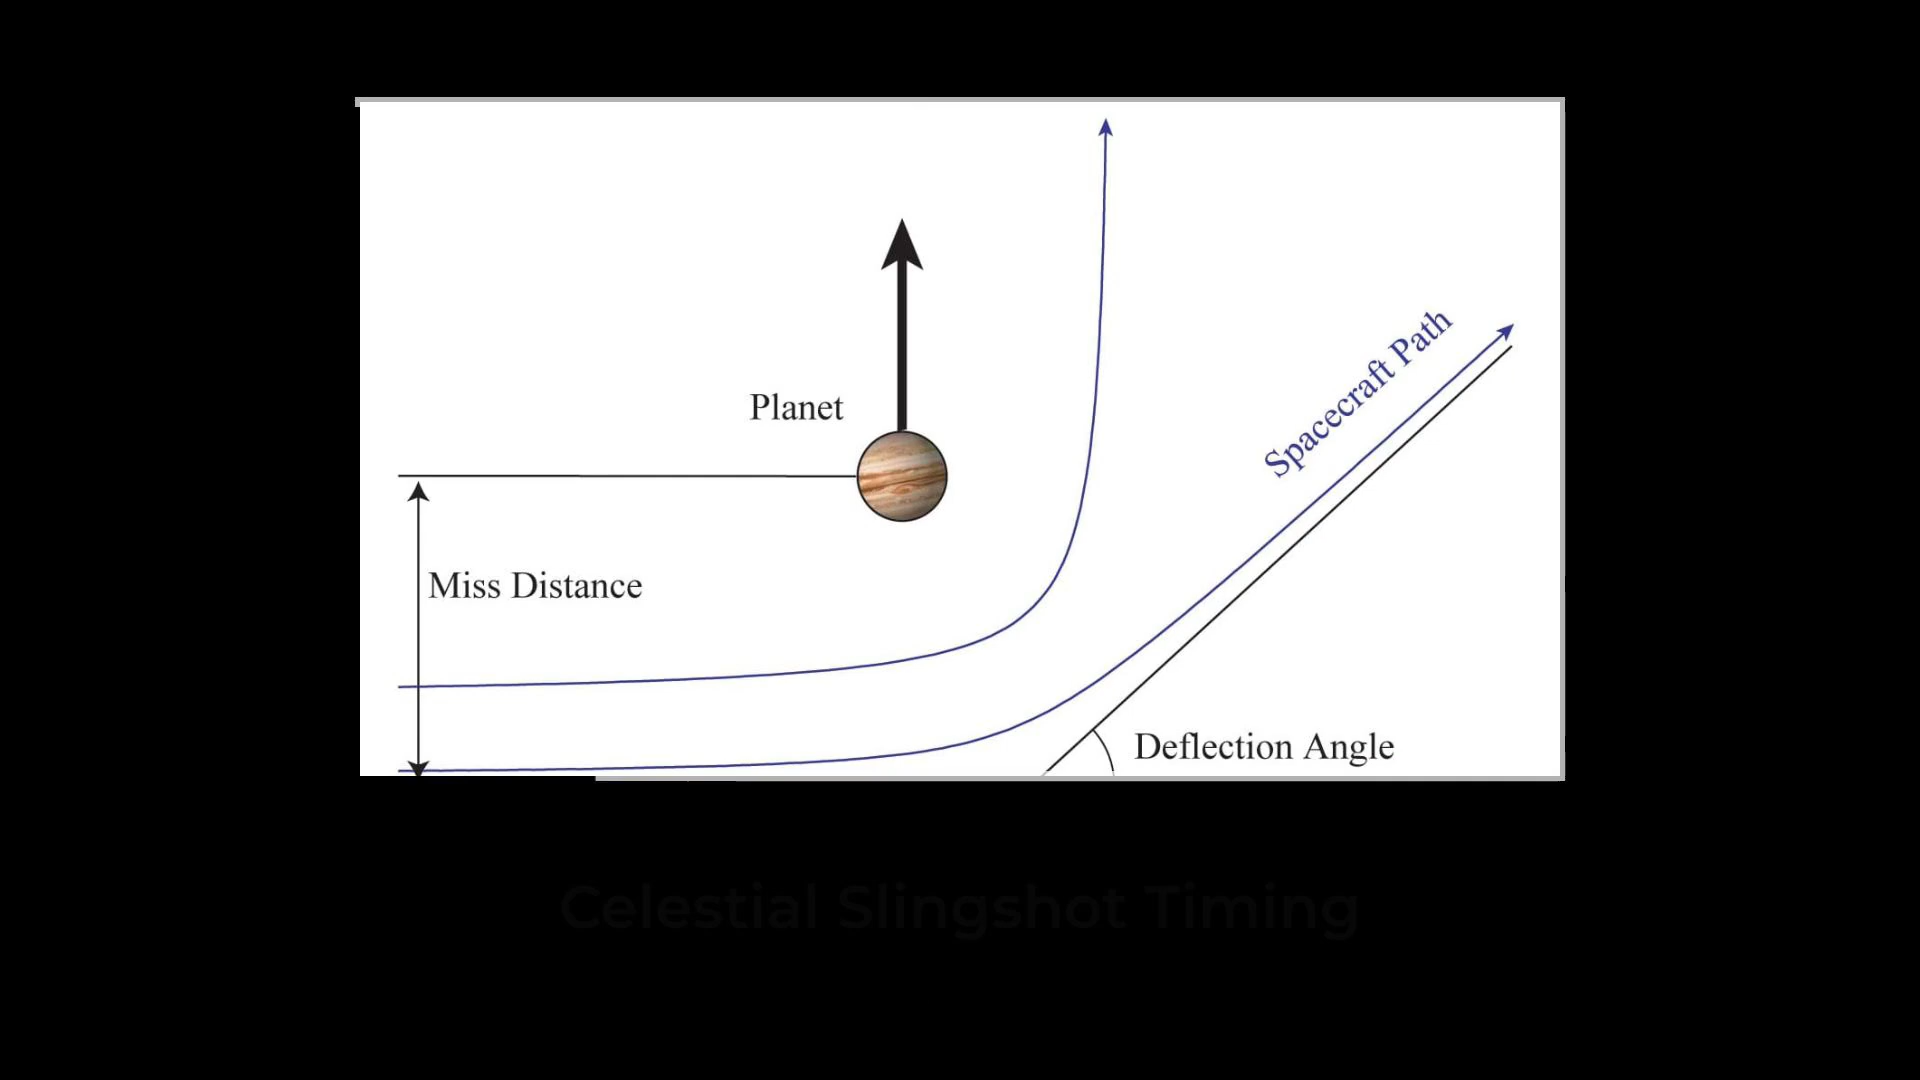 Planet
Spacecraft Path
Miss Distance
Deflection Angle
Celestial Slingshot Timing